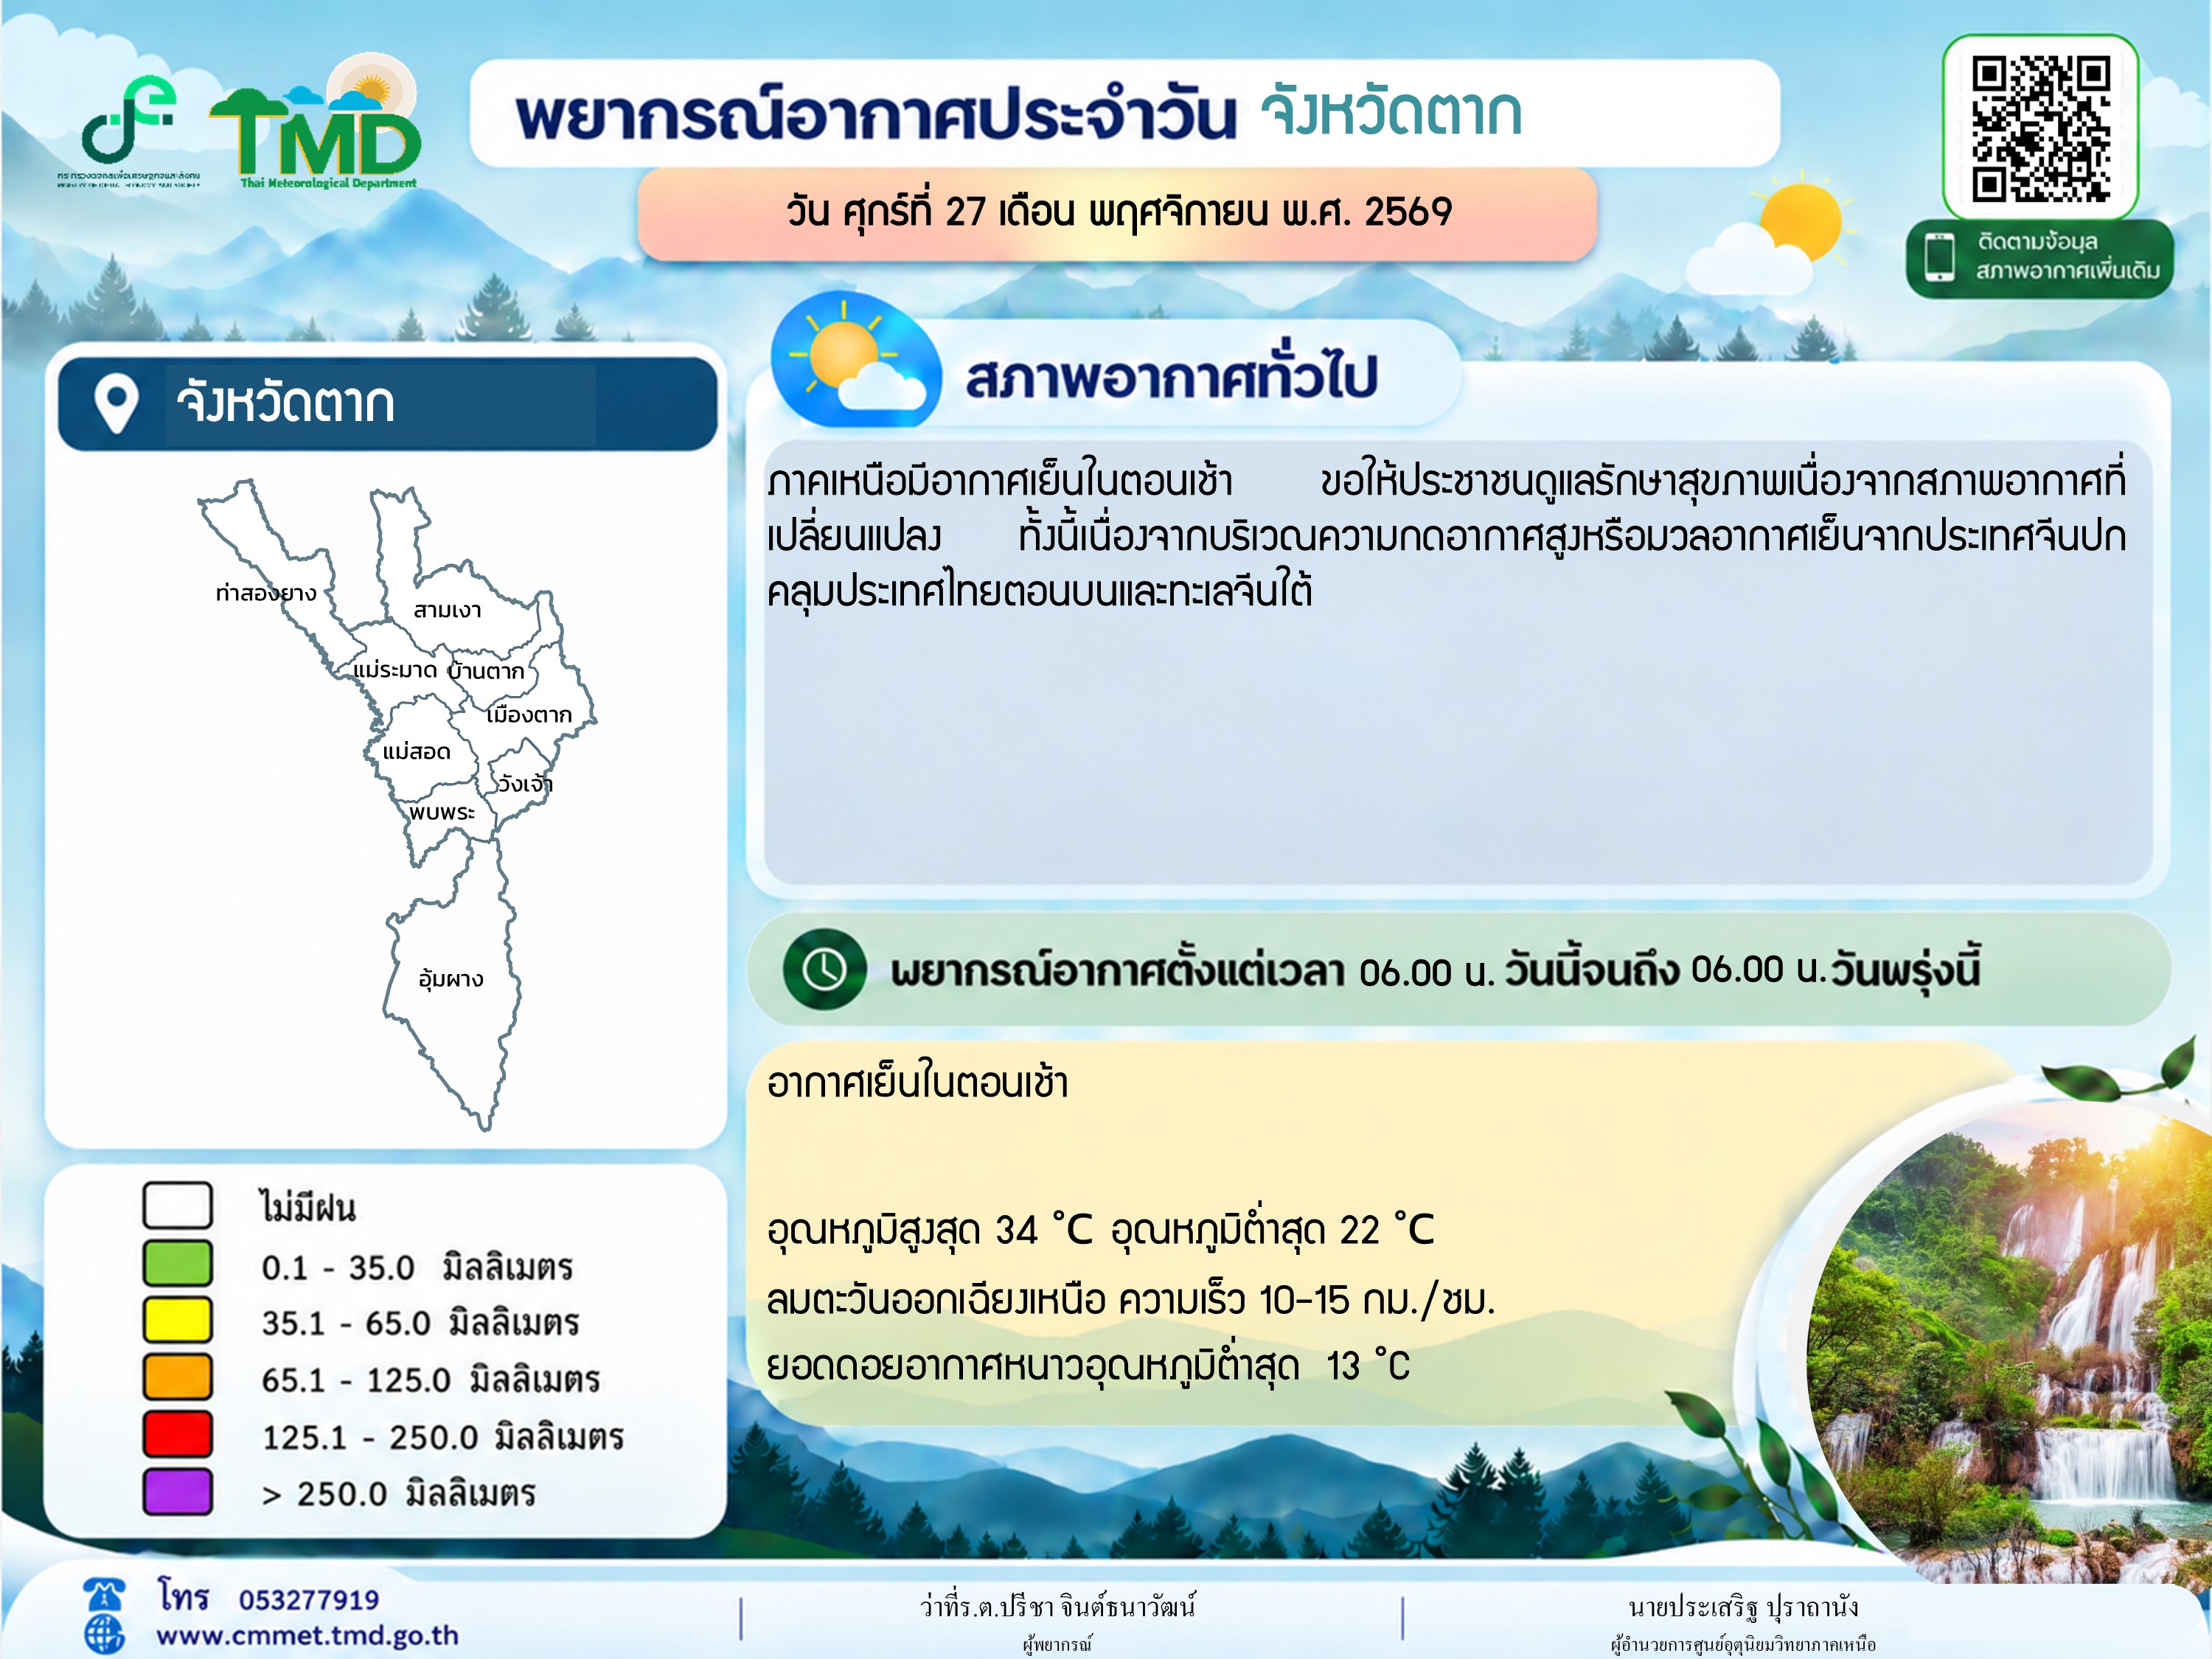 พยากรณ์อากาศประจำวัน จังหวัดตาก
TMD
Thai Meteorological Department
วัน ศุกร์ที่ 27 เดือน พฤศจิกายน พ.ศ. 2569
ติดตามข้อมูล
สภาพอากาศเพิ่มเติม
จังหวัดตาก
ท่าสองยาง
สามเงา
แม่ระมาด บ้านตาก
เมืองตาก
แม่สอด
วังเจ้า
พบพระ
อุ้มผาง
ไม่มีฝน
0.1 - 35.0 มิลลิเมตร
35.1 - 65.0 มิลลิเมตร
65.1 - 125.0 มิลลิเมตร
125.1 - 250.0 มิลลิเมตร
> 250.0 มิลลิเมตร
สภาพอากาศทั่วไป
ภาคเหนือมีอากาศเย็นในตอนเช้า ขอให้ประชาชนดูแลรักษาสุขภาพเนื่องจากสภาพอากาศที่
เปลี่ยนแปลง ทั้งนี้เนื่องจากบริเวณความกดอากาศสูงหรือมวลอากาศเย็นจากประเทศจีนปก
คลุมประเทศไทยตอนบนและทะเลจีนใต้
พยากรณ์อากาศตั้งแต่เวลา 06.00 น. วันนี้จนถึง 06.00 น. วันพรุ่งนี้
อากาศเย็นในตอนเช้า
อุณหภูมิสูงสุด 34 °C อุณหภูมิต่ำสุด 22 °C
ลมตะวันออกเฉียงเหนือ ความเร็ว 10-15 กม./ชม.
ยอดดอยอากาศหนาวอุณหภูมิต่ำสุด 13 °C
โทร 053277919
www.cmmet.tmd.go.th
ว่าที่ร.ต.ปรีชา จินต์ธนาวัฒน์
ผู้พยากรณ์
นายประเสริฐ ปุราถานัง
ผู้อำนวยการศูนย์อุตุนิยมวิทยาภาคเหนือ